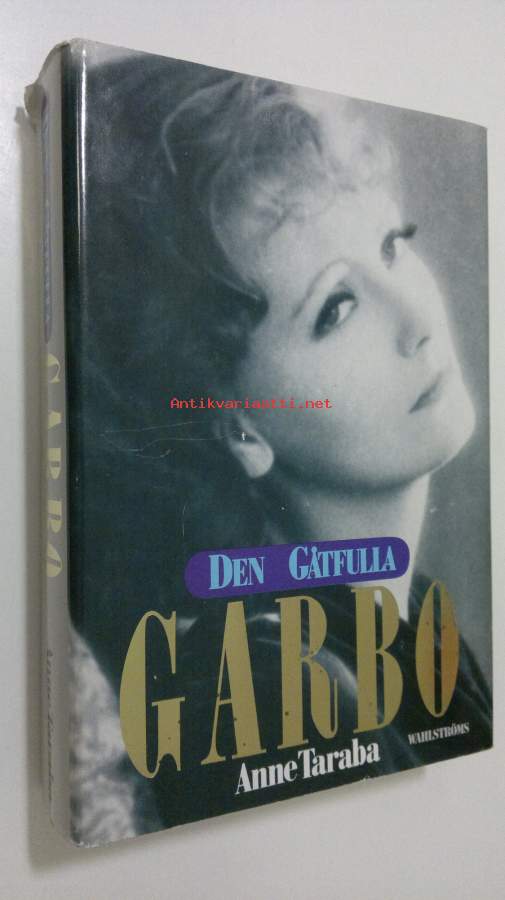 Antikvariaatti.net
DEN GÅTFULLA
GARBO
Anne Taraba
WAHLSTRÖMS
GARBO